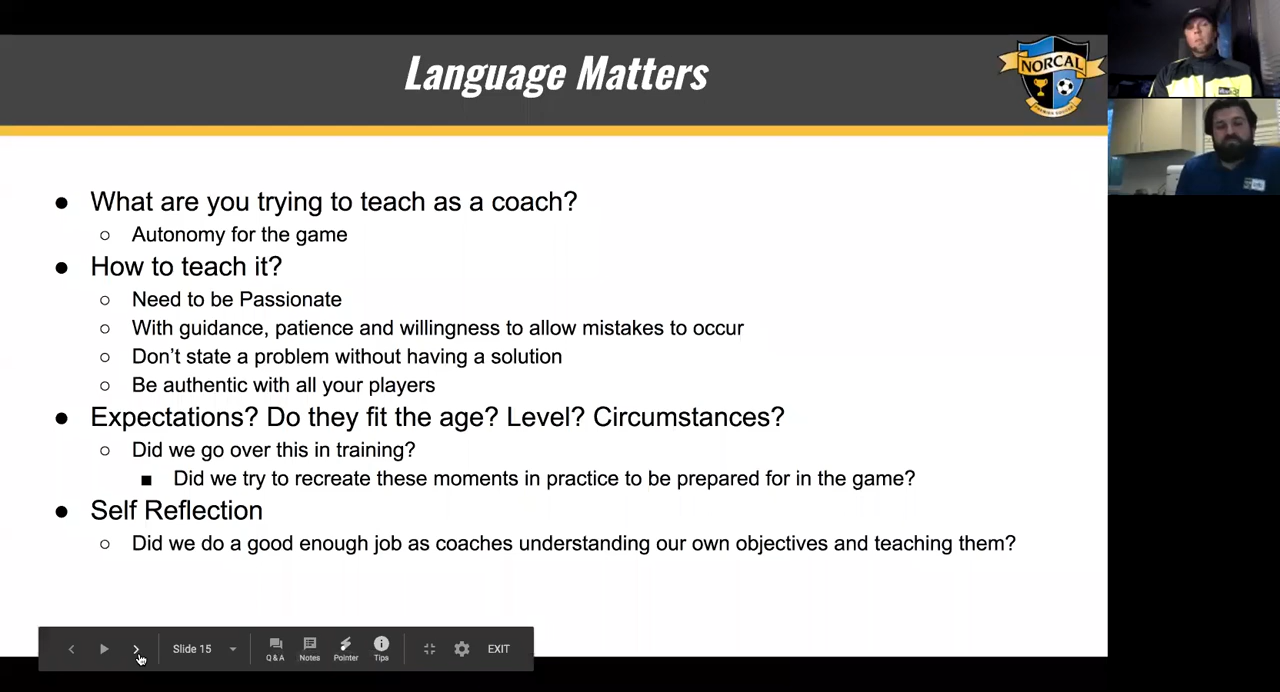 Language Matters
NORCAL
PREMIER SOCCER
What are you trying to teach as a coach?
Autonomy for the game
How to teach it?
Need to be Passionate
With guidance, patience and willingness to allow mistakes to occur
Don’t state a problem without having a solution
Be authentic with all your players
Expectations? Do they fit the age? Level? Circumstances?
Did we go over this in training?
Did we try to recreate these moments in practice to be prepared for in the game?
Self Reflection
Did we do a good enough job as coaches understanding our own objectives and teaching them?
Slide 15
Q & A
Notes
Pointer
Tips
EXIT